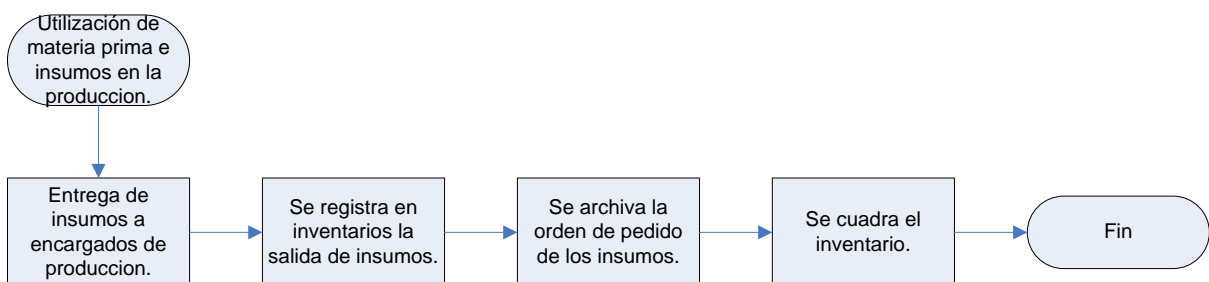 Utilización de
materia prima e
insumos en la
produccion.
Entrega de
insumos a
encargados de
produccion.
Se registra en
inventarios la
salida de insumos.
Se archiva la
orden de pedido
de los insumos.
Se cuadra el
inventario.
Fin